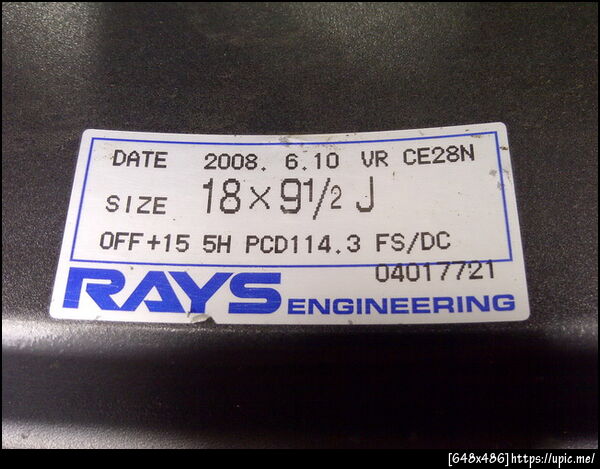 DATE 2008. 6.10 VR CE28N
SIZE 18×9½ J
OFF+15 5H PCD114.3 FS/DC
04017721
RAYS ENGINEERING
[648x486]https://upic.me/